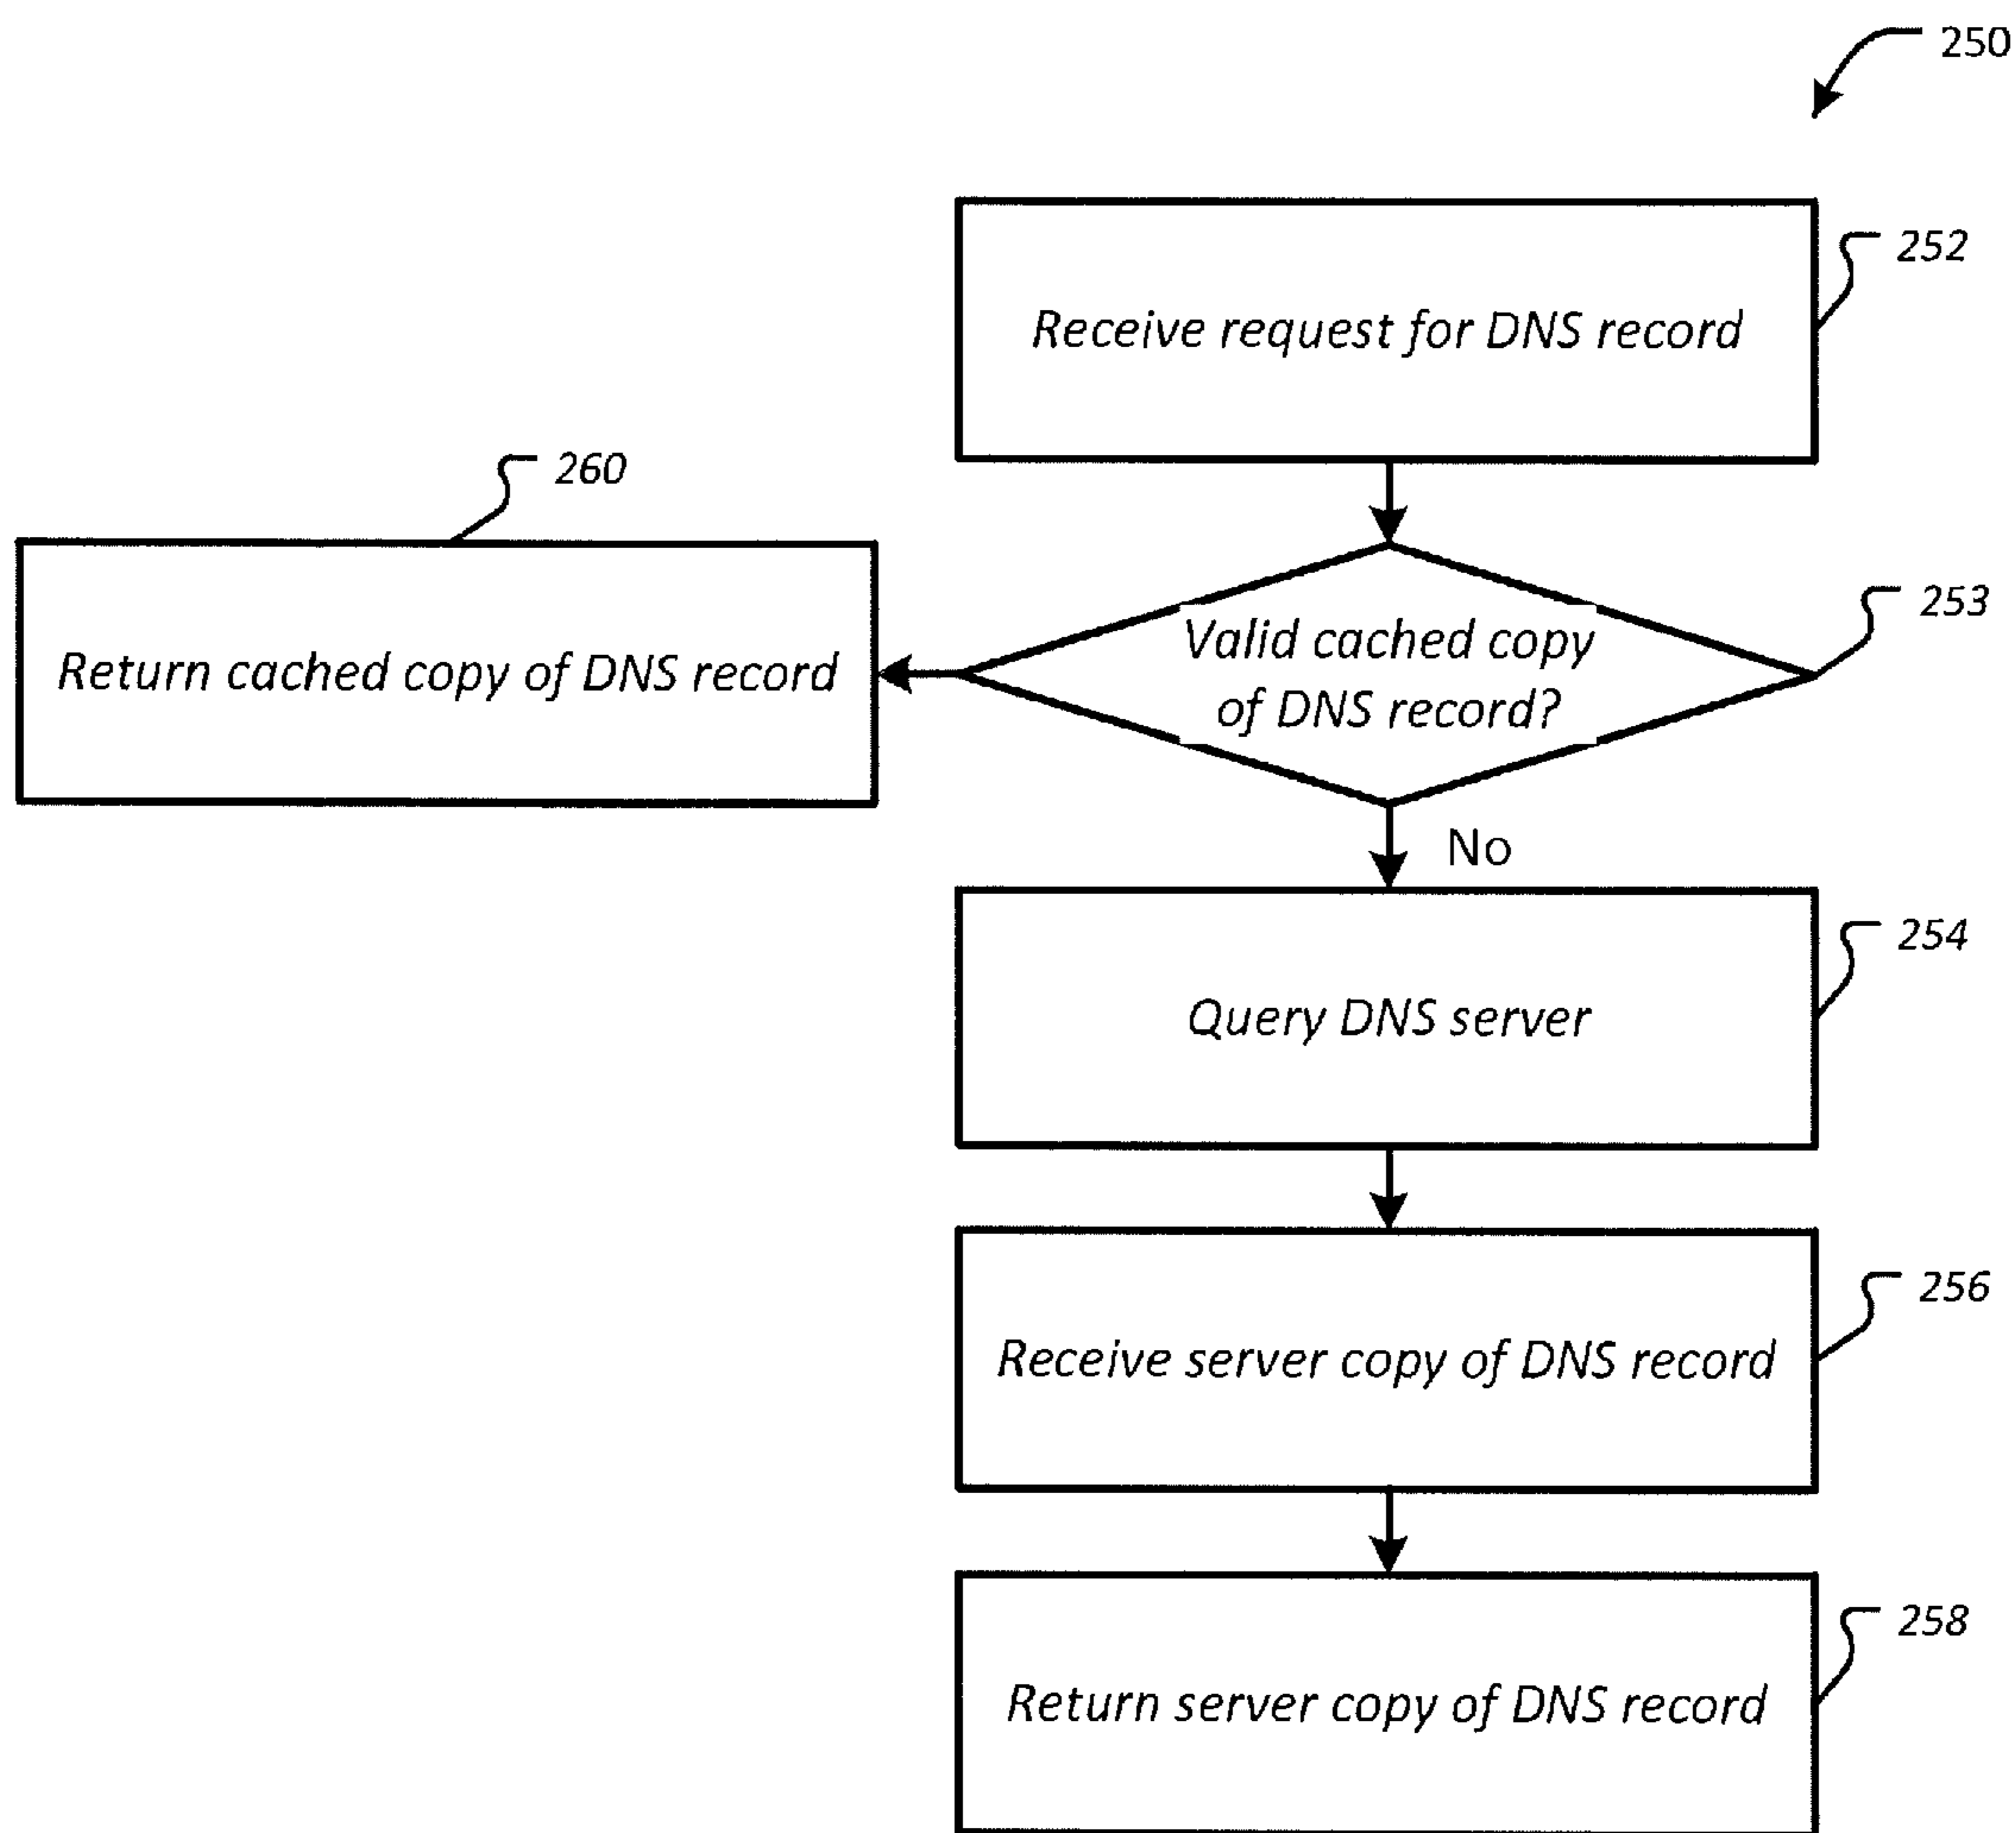 250
Receive request for DNS record
252
260
Return cached copy of DNS record
Valid cached copy
of DNS record?
253
No
Query DNS server
254
Receive server copy of DNS record
256
Return server copy of DNS record
258